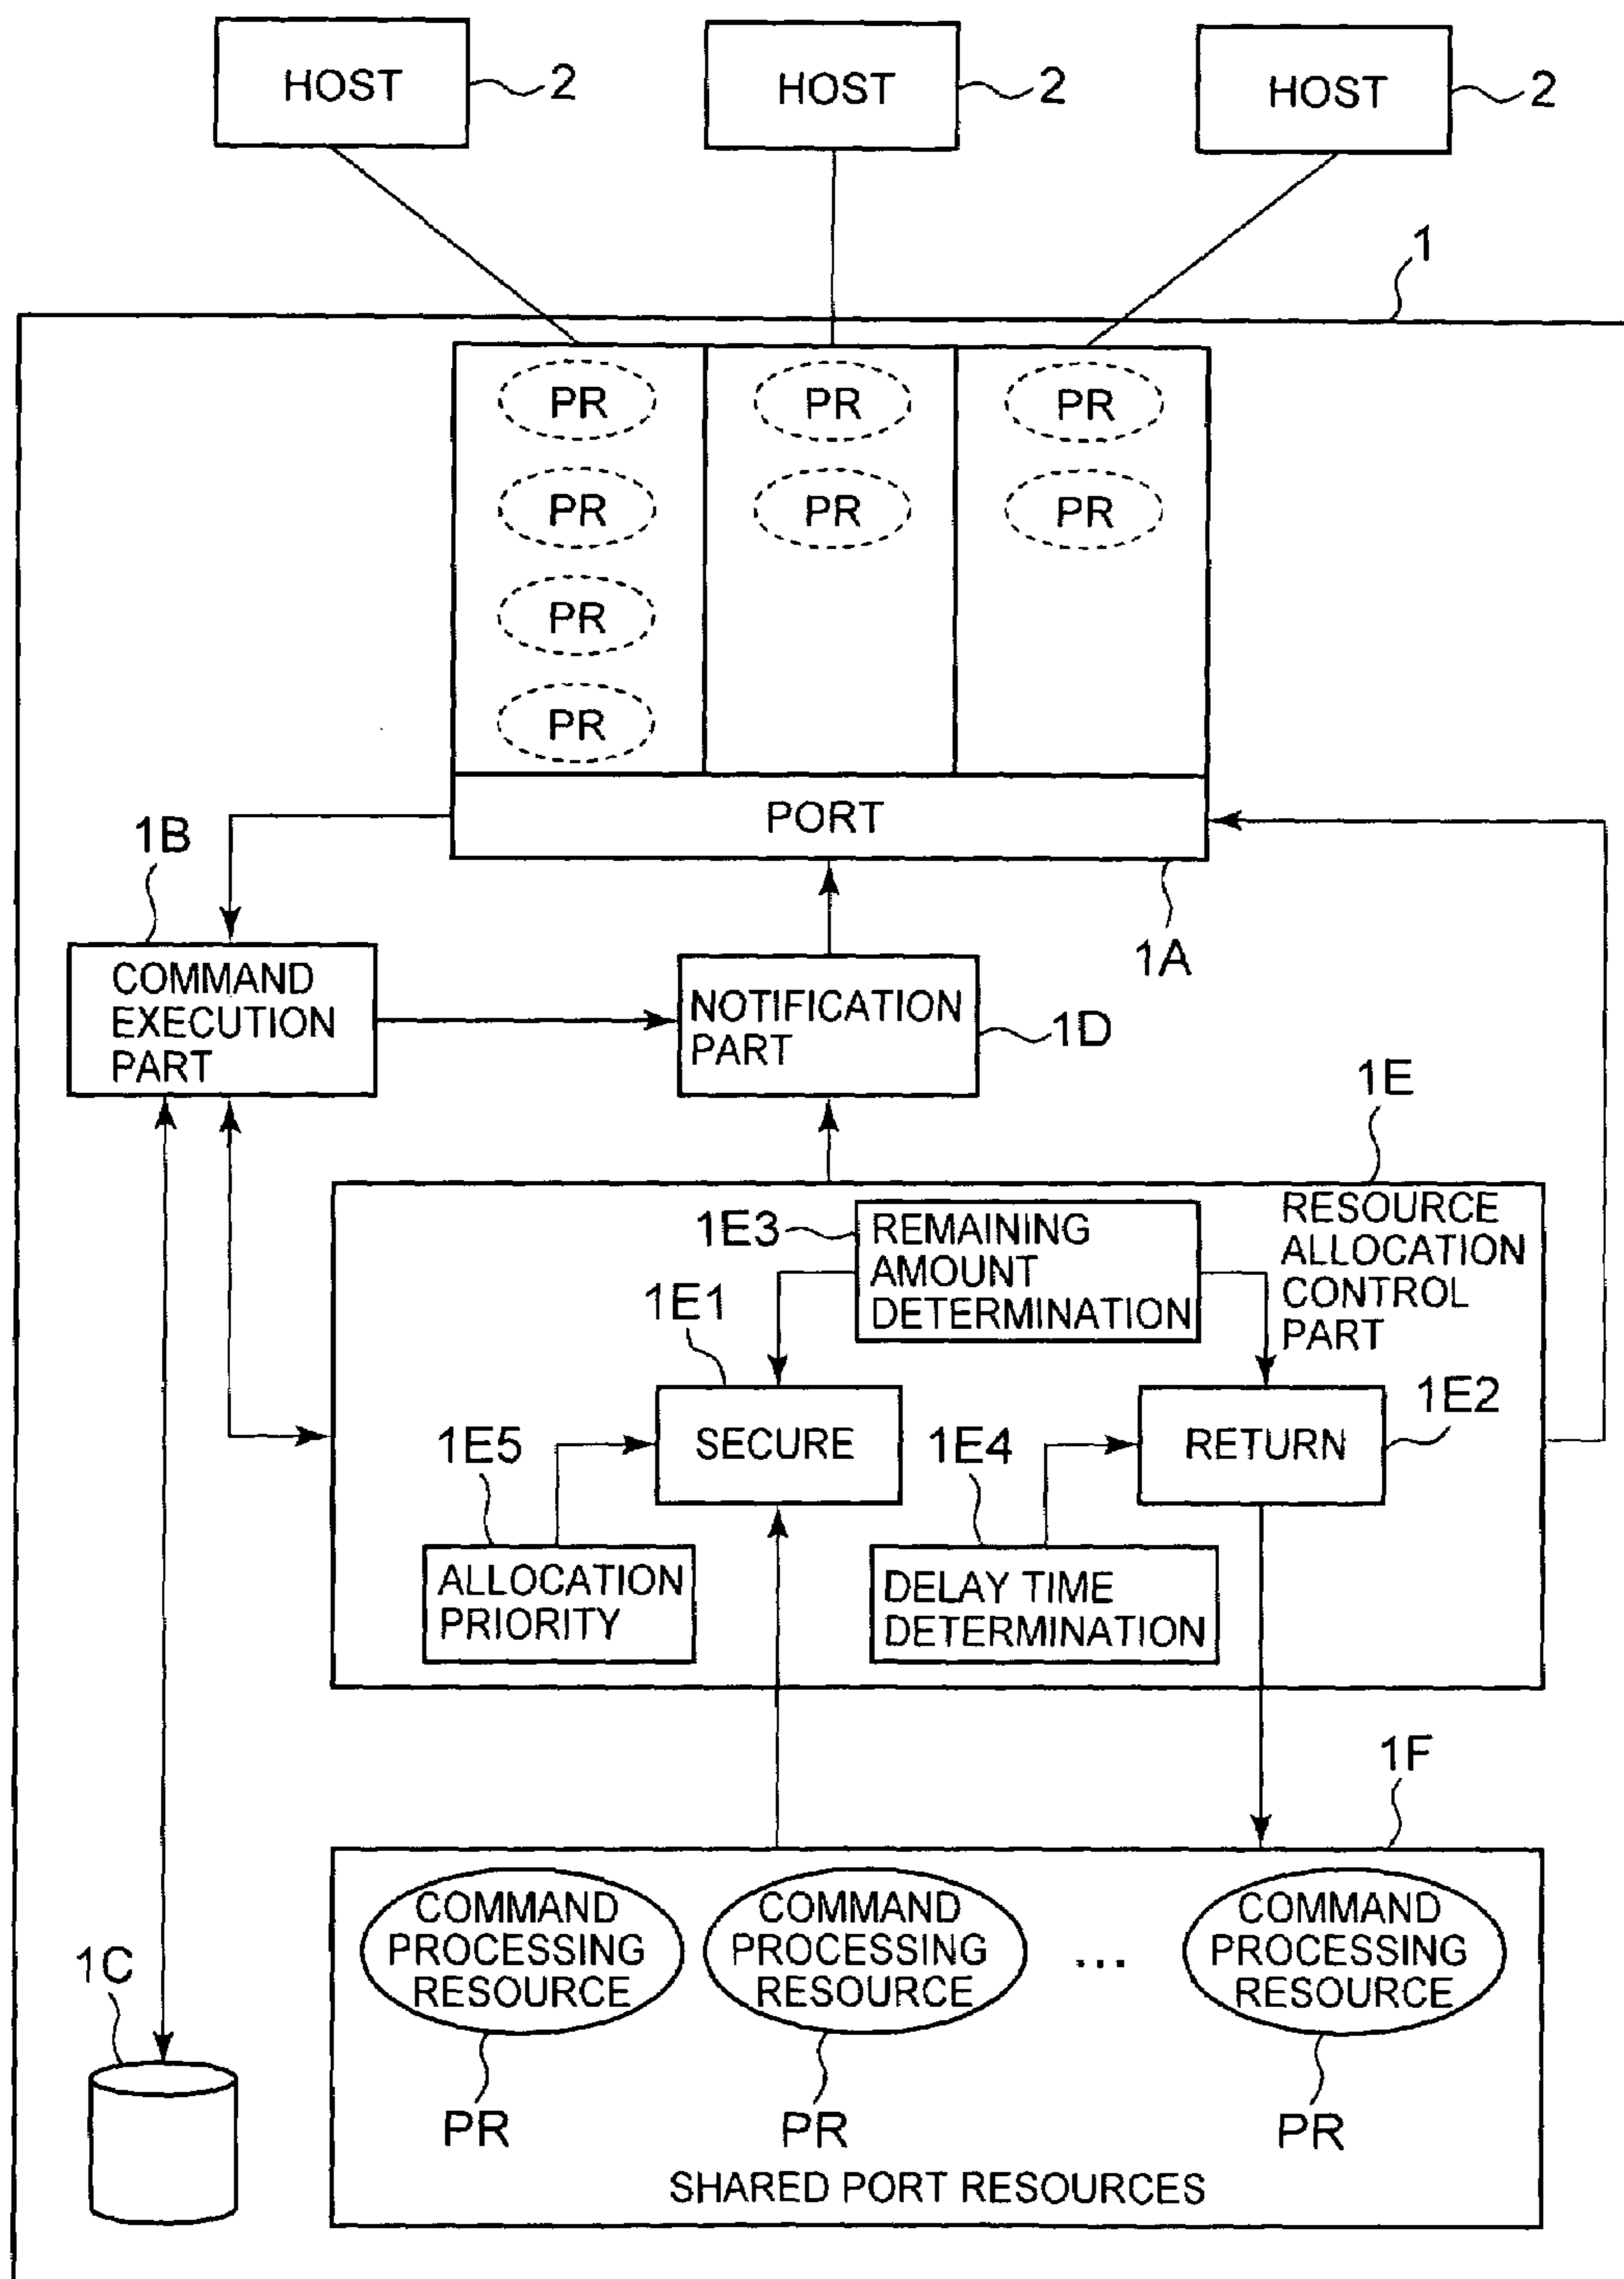 HOST
2
HOST
2
HOST
2
1
PR
PR
PR
PR
PR
PR
PR
PR
PORT
1A
1B
COMMAND
EXECUTION
PART
NOTIFICATION
PART
1D
1E
RESOURCE
ALLOCATION
CONTROL
PART
1E3
REMAINING
AMOUNT
DETERMINATION
1E1
SECURE
1E2
RETURN
1E5
ALLOCATION
PRIORITY
1E4
DELAY TIME
DETERMINATION
1F
COMMAND
PROCESSING
RESOURCE
PR
COMMAND
PROCESSING
RESOURCE
PR
...
COMMAND
PROCESSING
RESOURCE
PR
SHARED PORT RESOURCES
1C